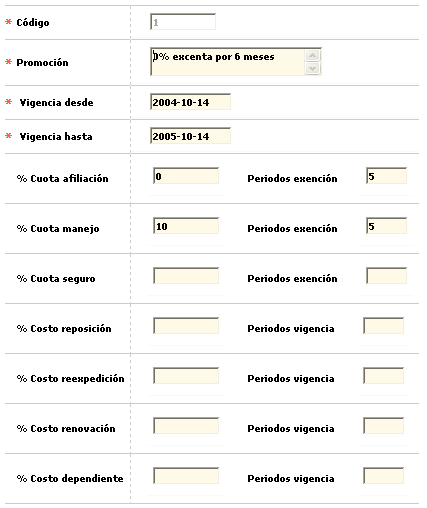 * Código 1
* Promoción 0% excenta por 6 meses
* Vigencia desde 2004-10-14
* Vigencia hasta 2005-10-14
% Cuota afiliación 0 Periodos exención 5
% Cuota manejo 10 Periodos exención 5
% Cuota seguro Periodos exención
% Costo reposición Periodos vigencia
% Costo reexpedición Periodos vigencia
% Costo renovación Periodos vigencia
% Costo dependiente Periodos vigencia